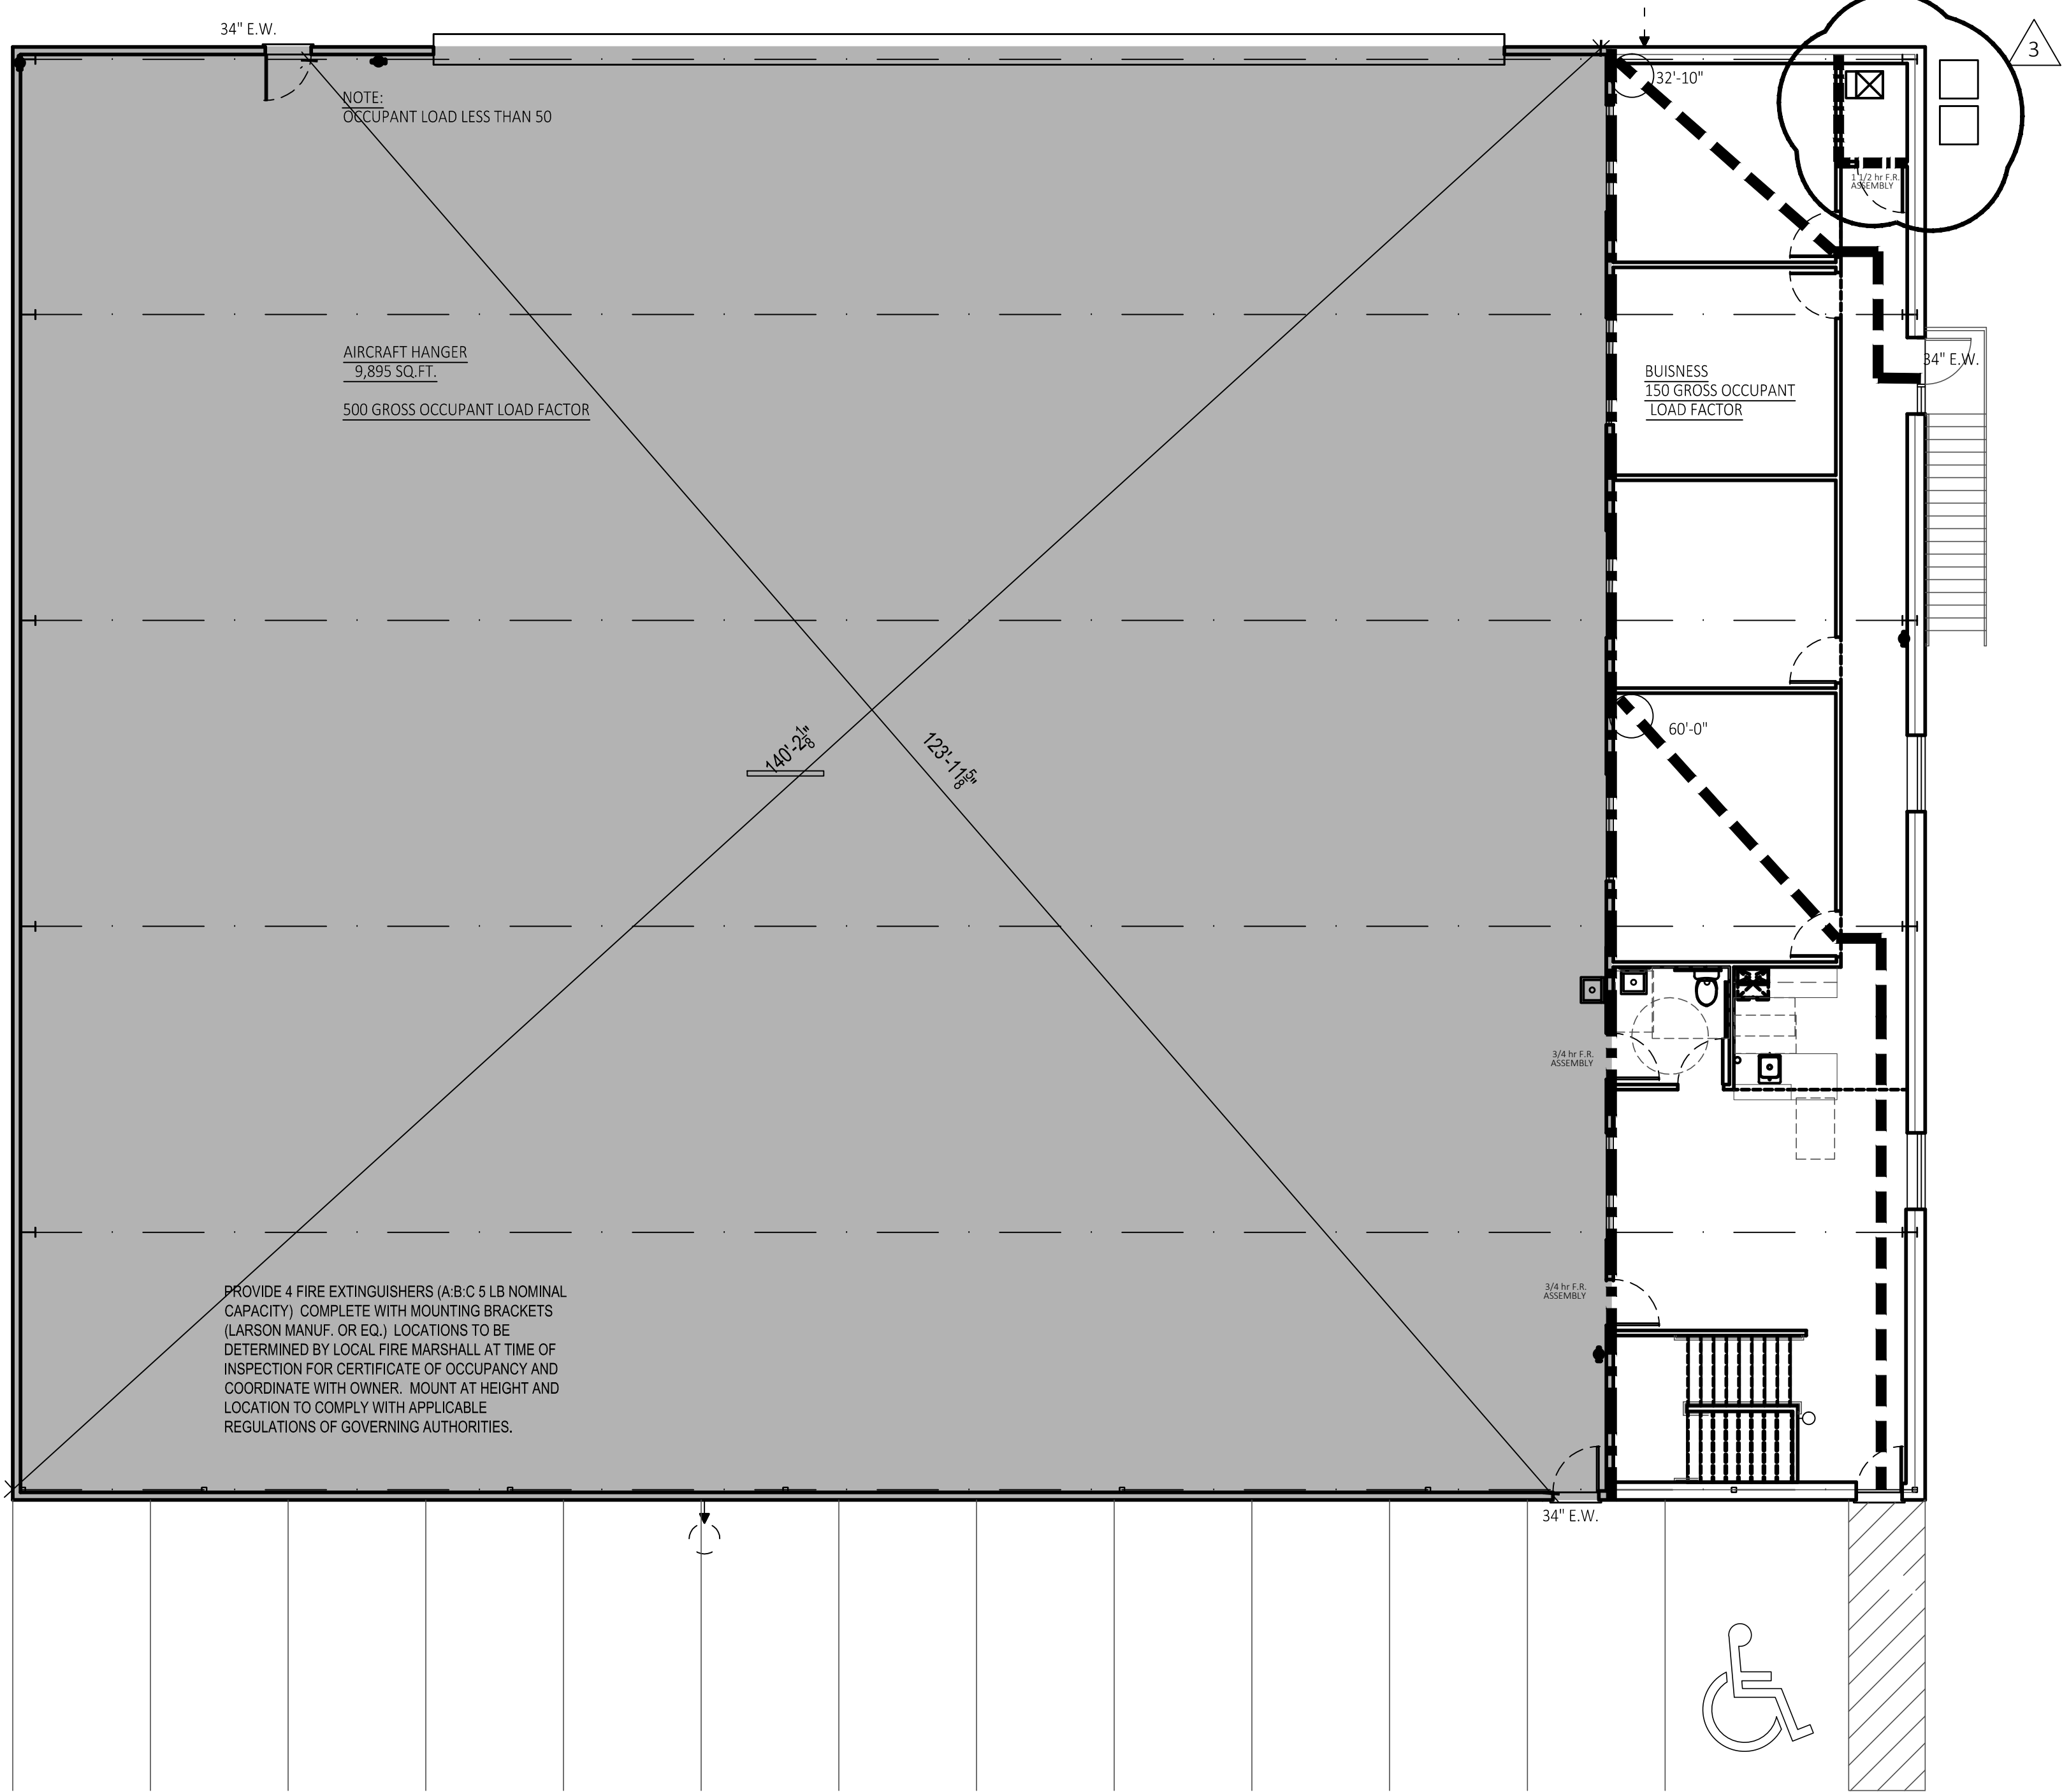 34" E.W.
3
NOTE:
OCCUPANT LOAD LESS THAN 50
32'-10"
1 1/2 hr F.R.
ASSEMBLY
AIRCRAFT HANGER
9,895 SQ.FT.
500 GROSS OCCUPANT LOAD FACTOR
34" E.W.
BUISNESS
150 GROSS OCCUPANT
LOAD FACTOR
140'-2 1/8"
123'-11 5/8"
60'-0"
3/4 hr F.R.
ASSEMBLY
3/4 hr F.R.
ASSEMBLY
PROVIDE 4 FIRE EXTINGUISHERS (A:B:C 5 LB NOMINAL
CAPACITY) COMPLETE WITH MOUNTING BRACKETS
(LARSON MANUF. OR EQ.) LOCATIONS TO BE
DETERMINED BY LOCAL FIRE MARSHALL AT TIME OF
INSPECTION FOR CERTIFICATE OF OCCUPANCY AND
COORDINATE WITH OWNER. MOUNT AT HEIGHT AND
LOCATION TO COMPLY WITH APPLICABLE
REGULATIONS OF GOVERNING AUTHORITIES.
34" E.W.